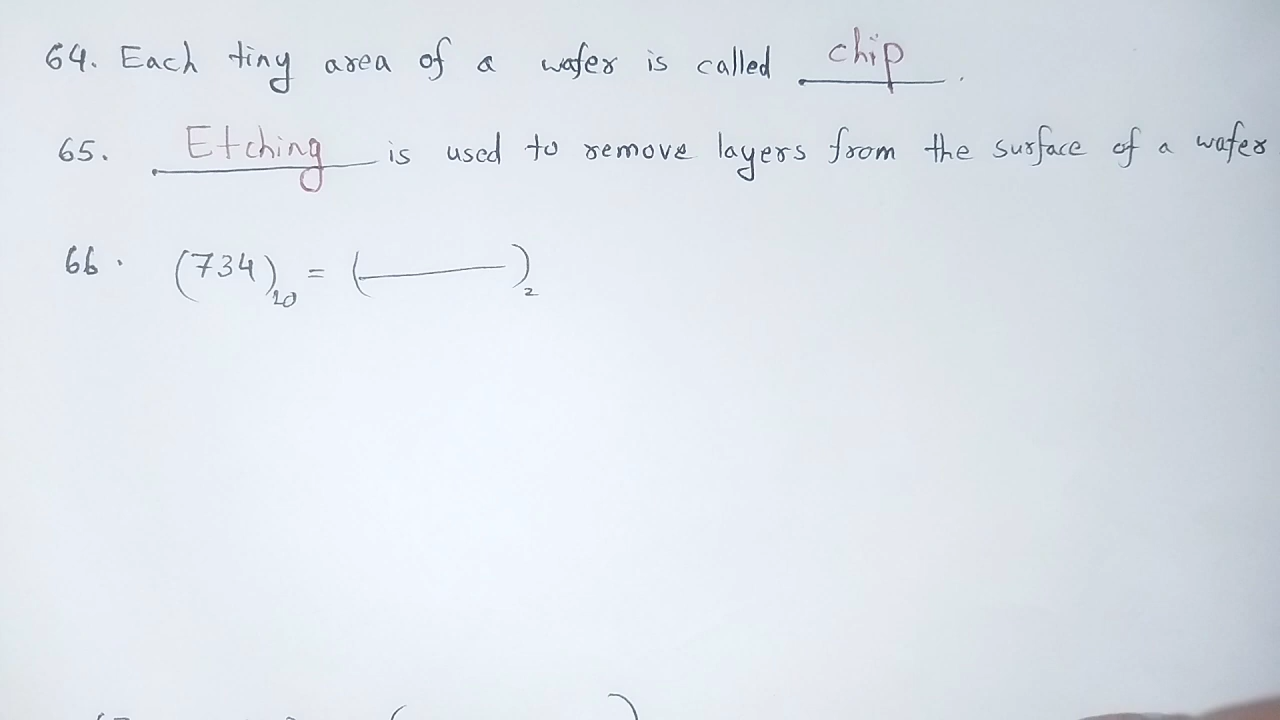 64. Each tiny area of a wafer is called chip.
65. Etching is used to remove layers from the surface of a wafer
66. (734)10 = (______)2